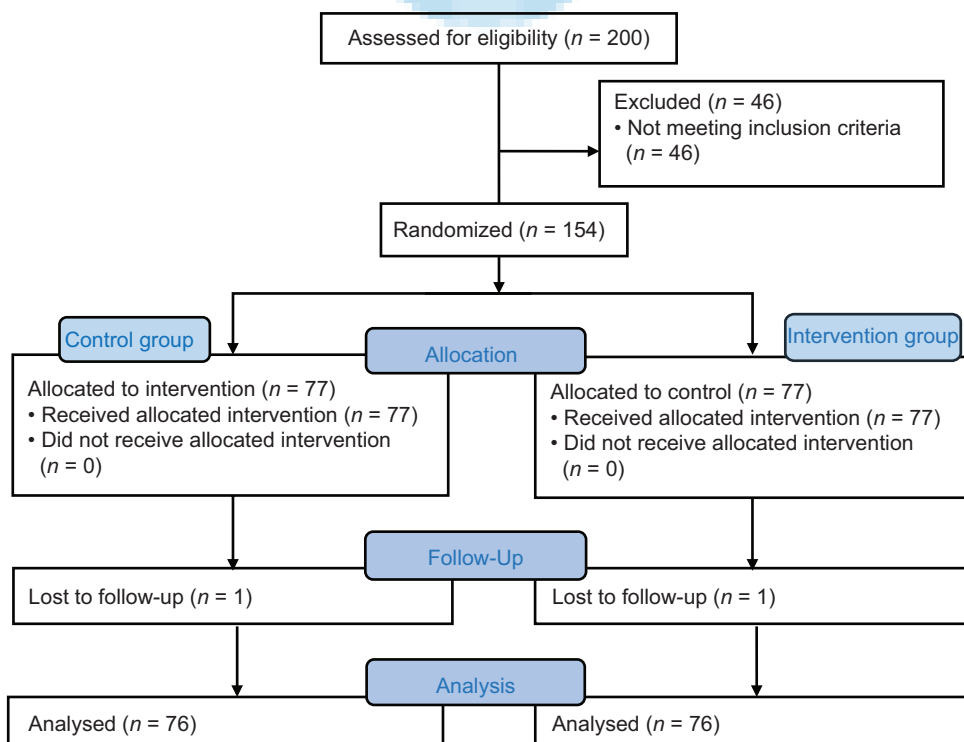 Assessed for eligibility (n = 200)
Excluded (n = 46)
• Not meeting inclusion criteria
(n = 46)
Randomized (n = 154)
Control group
Intervention group
Allocation
Allocated to intervention (n = 77)
• Received allocated intervention (n = 77)
• Did not receive allocated intervention
(n = 0)
Allocated to control (n = 77)
• Received allocated intervention (n = 77)
• Did not receive allocated intervention
(n = 0)
Follow-Up
Lost to follow-up (n = 1)
Lost to follow-up (n = 1)
Analysis
Analysed (n = 76)
Analysed (n = 76)